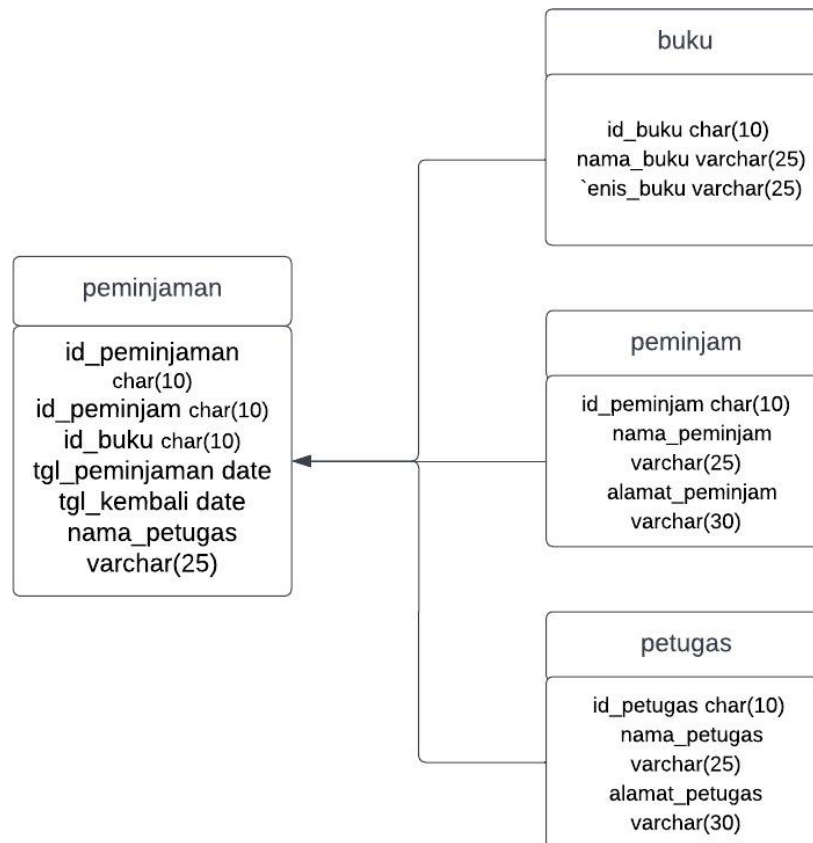 buku
id_buku char(10)
nama_buku varchar(25)
`enis_buku varchar(25)
peminjaman
id_peminjaman
char(10)
id_peminjam char(10)
id_buku char(10)
tgl_peminjaman date
tgl_kembali date
nama_petugas
varchar(25)
peminjam
id_peminjam char(10)
nama_peminjam
varchar(25)
alamat_peminjam
varchar(30)
petugas
id_petugas char(10)
nama_petugas
varchar(25)
alamat_petugas
varchar(30)